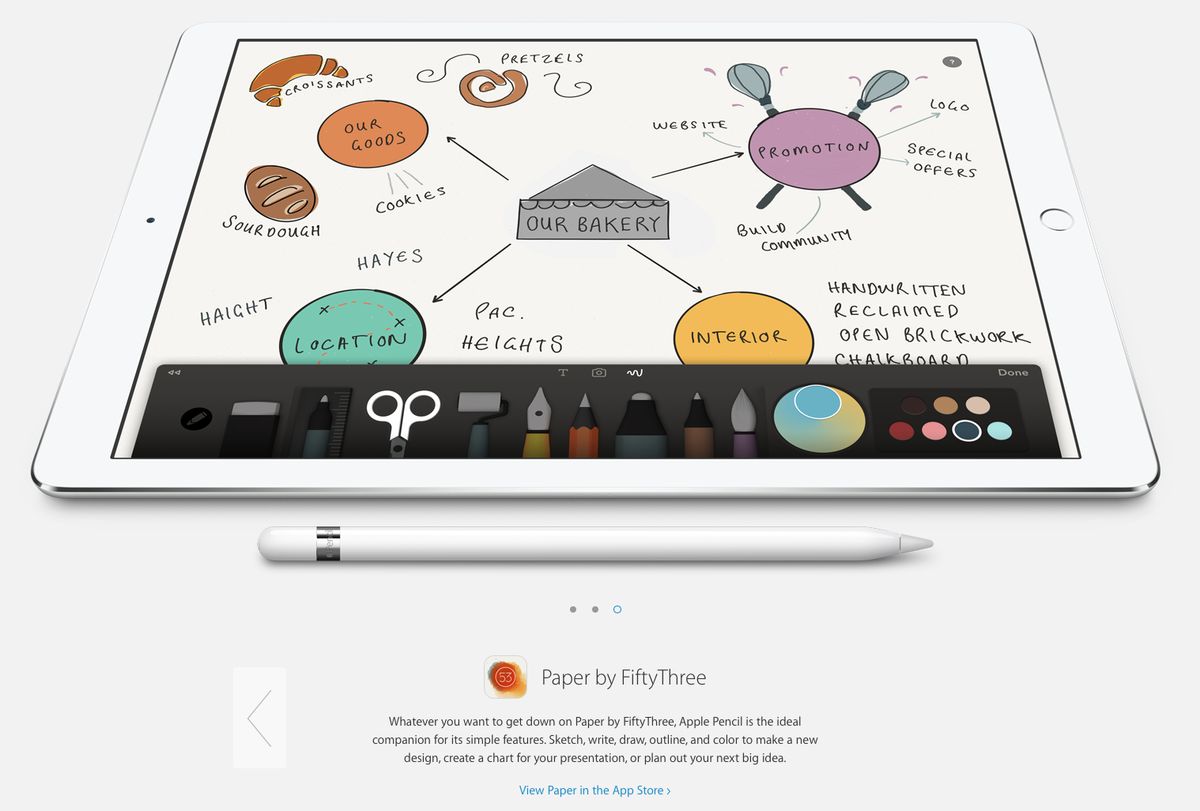 PRETZELS
CROISSANTS
?
OUR
GOODS
WEBSITE
PROMOTION
LOGO
SPECIAL
OFFERS
COOKIES
SOURDOUGH
OUR BAKERY
BUILD
COMMUNITY
HAYES
HAIGHT
LOCATION
PAC.
HEIGHTS
INTERIOR
HANDWRITTEN
RECLAIMED
OPEN BRICKWORK
CHALKBOARD
T
Done
53
Paper by FiftyThree
Whatever you want to get down on Paper by FiftyThree, Apple Pencil is the ideal
companion for its simple features. Sketch, write, draw, outline, and color to make a new
design, create a chart for your presentation, or plan out your next big idea.
View Paper in the App Store ›